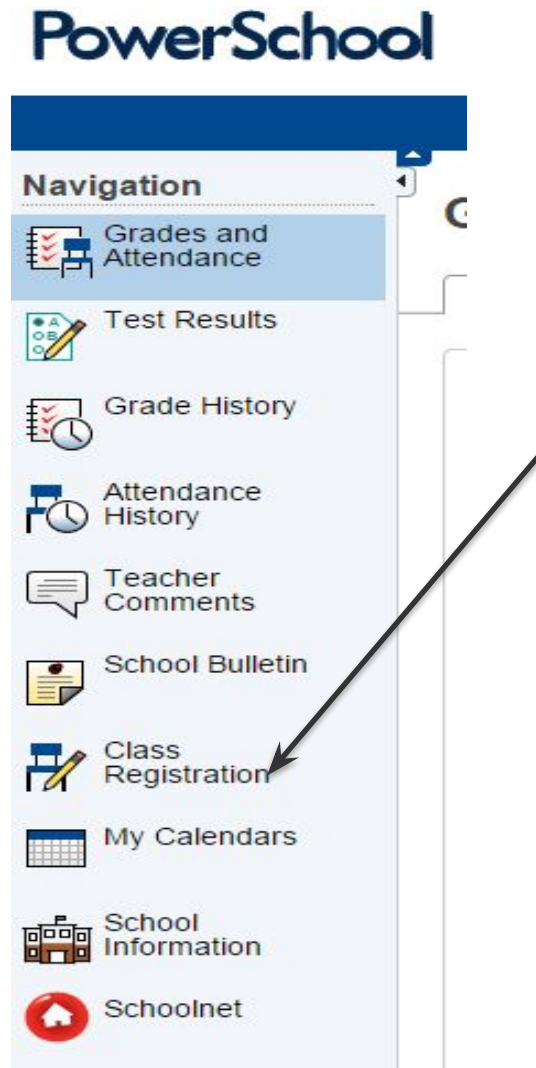 PowerSchool
Navigation
G
Grades and
Attendance
Test Results
A
B
Grade History
Attendance
History
Teacher
Comments
School Bulletin
Class
Registration
My Calendars
School
Information
Schoolnet